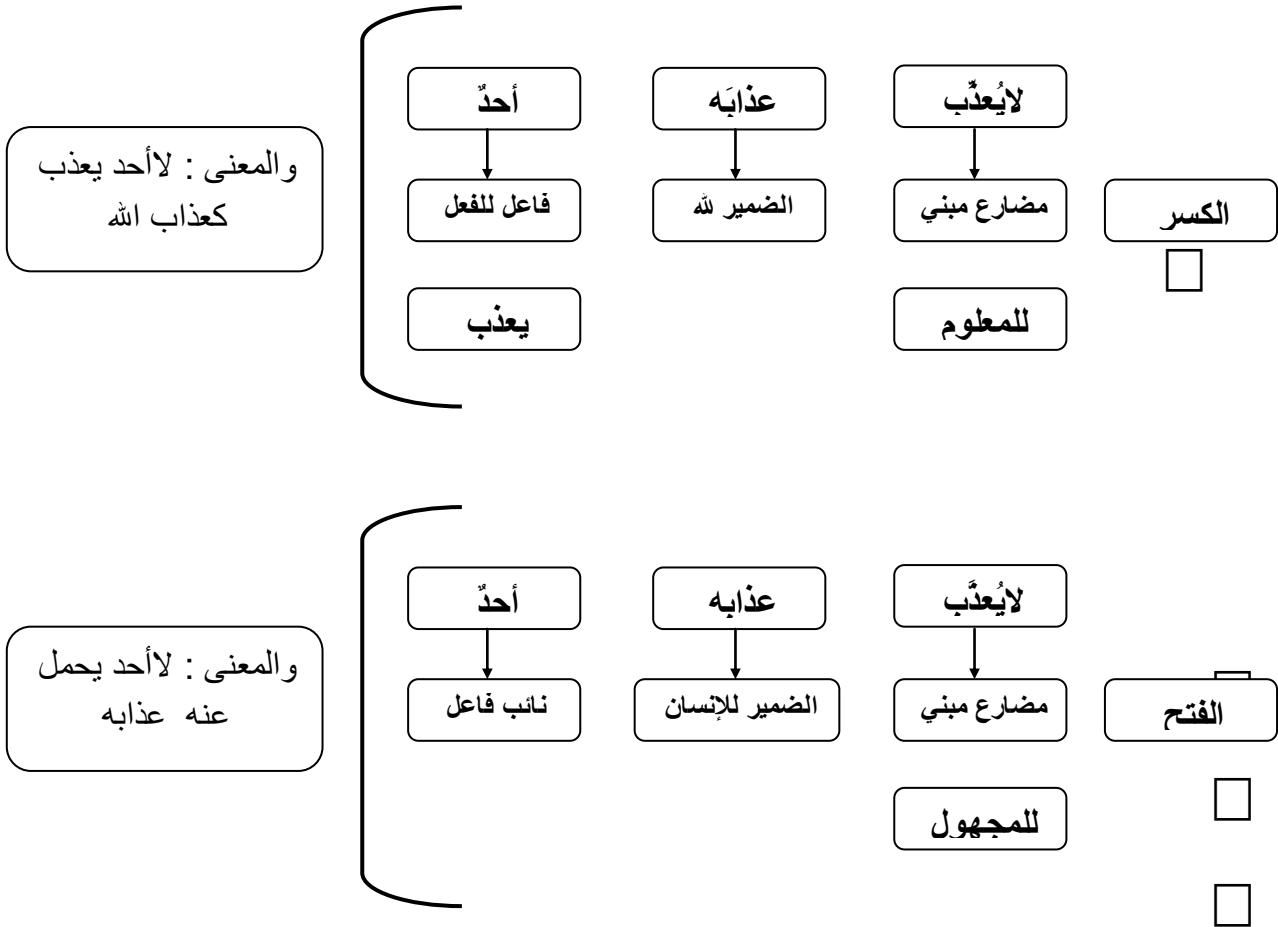 لايُعذِّب
عذابَه
أحدٌ
الكسر
مضارع مبني
الضمير لله
فاعل للفعل
للمعلوم
يعذب
والمعنى : لاأحد يعذب
كعذاب الله
لايُعذَّب
عذابه
أحدٌ
الفتح
مضارع مبني
الضمير للإنسان
نائب فاعل
للمجهول
والمعنى : لاأحد يحمل
عنه عذابه